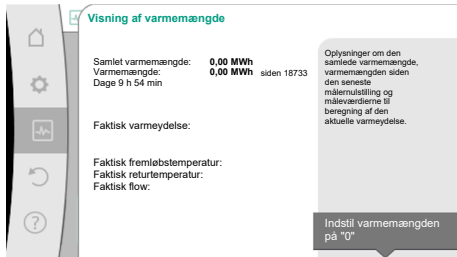 Visning af varmemængde
Samlet varmemængde: 0,00 MWh
Varmemængde: 0,00 MWh siden 18733
Dage 9 h 54 min
Faktisk varmeydelse:
Faktisk fremløbstemperatur:
Faktisk returtemperatur:
Faktisk flow:
Oplysninger om den
samlede varmemængde,
varmemængden siden
den seneste
målernulstilling og
måleværdierne til
beregning af den
aktuelle varmeydelse.
Indstil varmemængden
på "0"